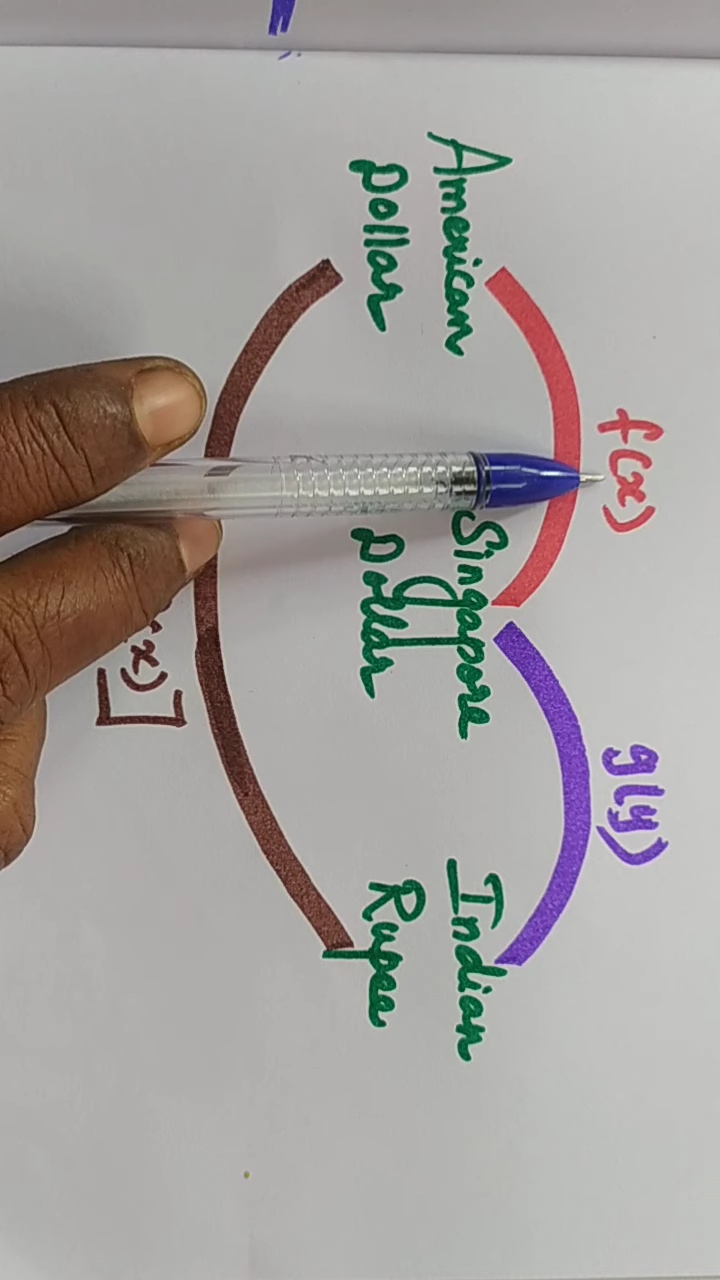 f(x)
g(y)
American
Dollar
Singapore
Dollar
Indian
Rupee
x)]